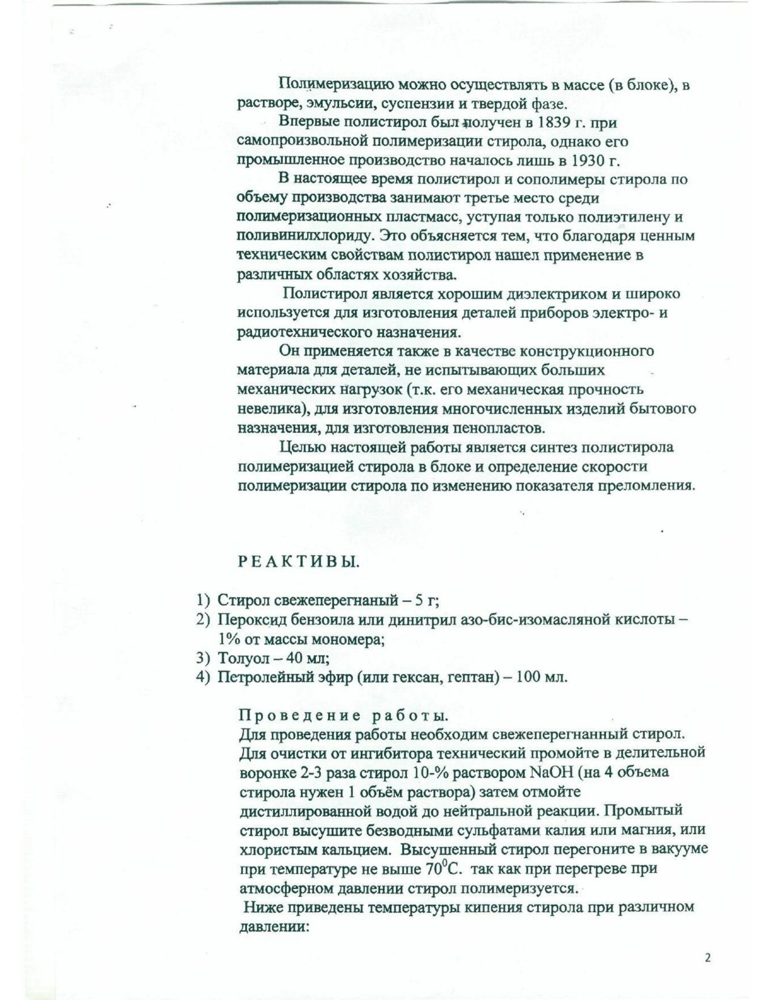 Полимеризацию можно осуществлять в массе (в блоке), в
растворе, эмульсии, суспензии и твердой фазе.
Впервые полистирол был получен в 1839 г. при
самопроизвольной полимеризации стирола, однако его
промышленное производство началось лишь в 1930 г.
В настоящее время полистирол и сополимеры стирола по
объему производства занимают третье место среди
полимеризационных пластмасс, уступая только полиэтилену и
поливинилхлориду. Это объясняется тем, что благодаря ценным
техническим свойствам полистирол нашел применение в
различных областях хозяйства.
Полистирол является хорошим диэлектриком и широко
используется для изготовления деталей приборов электро- и
радиотехнического назначения.
Он применяется также в качестве конструкционного
материала для деталей, не испытывающих больших
механических нагрузок (т.к. его механическая прочность
невелика), для изготовления многочисленных изделий бытового
назначения, для изготовления пенопластов.
Целью настоящей работы является синтез полистирола
полимеризацией стирола в блоке и определение скорости
полимеризации стирола по изменению показателя преломления.
Р Е А К Т И В Ы.
1) Стирол свежеперегнаный – 5 г;
2) Пероксид бензоила или динитрил азо-бис-изомасляной кислоты –
1% от массы мономера;
3) Толуол – 40 мл;
4) Петролейный эфир (или гексан, гептан) – 100 мл.
П р о в е д е н и е р а б о т ы.
Для проведения работы необходим свежеперегнанный стирол.
Для очистки от ингибитора технический промойте в делительной
воронке 2-3 раза стирол 10-% раствором NaOH (на 4 объема
стирола нужен 1 объём раствора) затем отмойте
дистиллированной водой до нейтральной реакции. Промытый
стирол высушите безводными сульфатами калия или магния, или
хлористым кальцием. Высушенный стирол перегоните в вакууме
при температуре не выше 70⁰С. так как при перегреве при
атмосферном давлении стирол полимеризуется.
Ниже приведены температуры кипения стирола при различном
давлении:
2